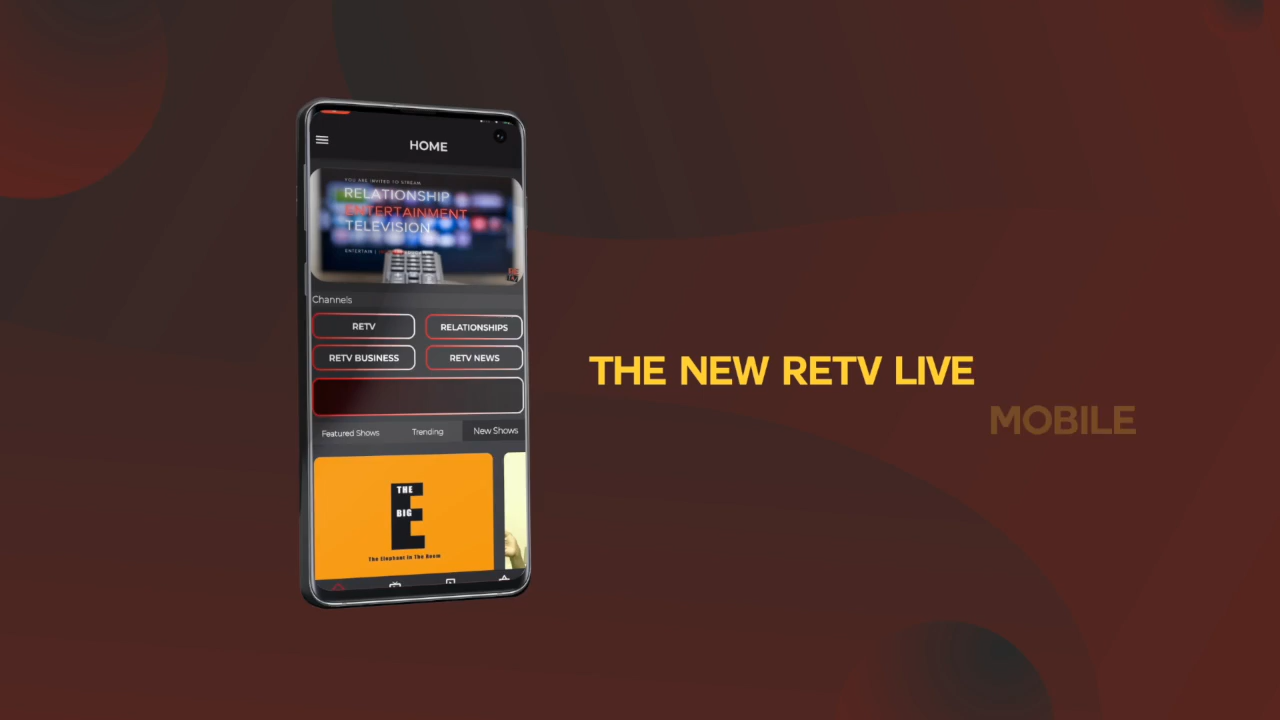 HOME
YOU ARE INVITED TO STREAM
RELATIONSHIP
ENTERTAINMENT
TELEVISION
ENTERTAIN |
Channels
RETV
RELATIONSHIPS
RETV BUSINESS
RETV NEWS
Featured Shows
Trending
New Shows
THE
BIG
E
The Elephant in The Room
THE NEW RETV LIVE
MOBILE